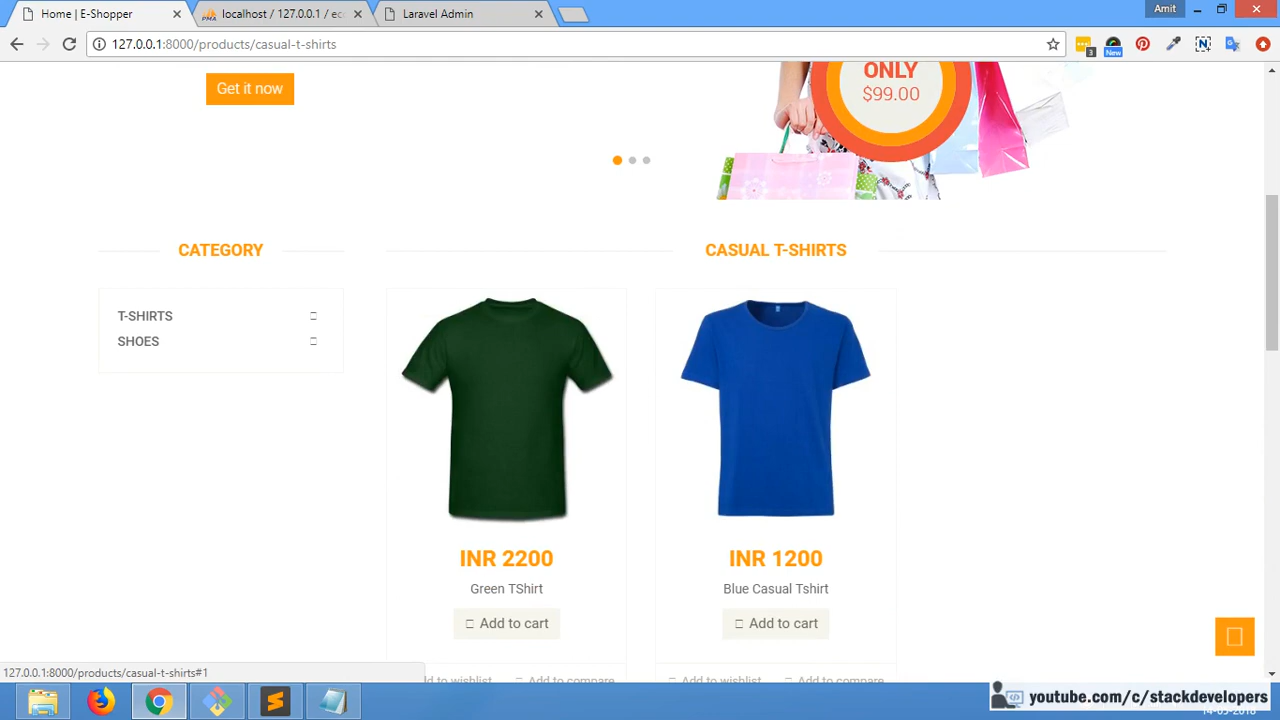 Home | E-Shopper
localhost / 127.0.0.1 / ecc
Laravel Admin
Amit
127.0.0.1:8000/products/casual-t-shirts
3
New
Get it now
ONLY
$99.00
CATEGORY
CASUAL T-SHIRTS
T-SHIRTS
SHOES
INR 2200
INR 1200
Green TShirt
Blue Casual Tshirt
Add to cart
Add to cart
127.0.0.1:8000/products/casual-t-shirts#1
to wishlist
Add to compare
Add to wishlist
Add to compare
youtube.com/c/stackdevelopers